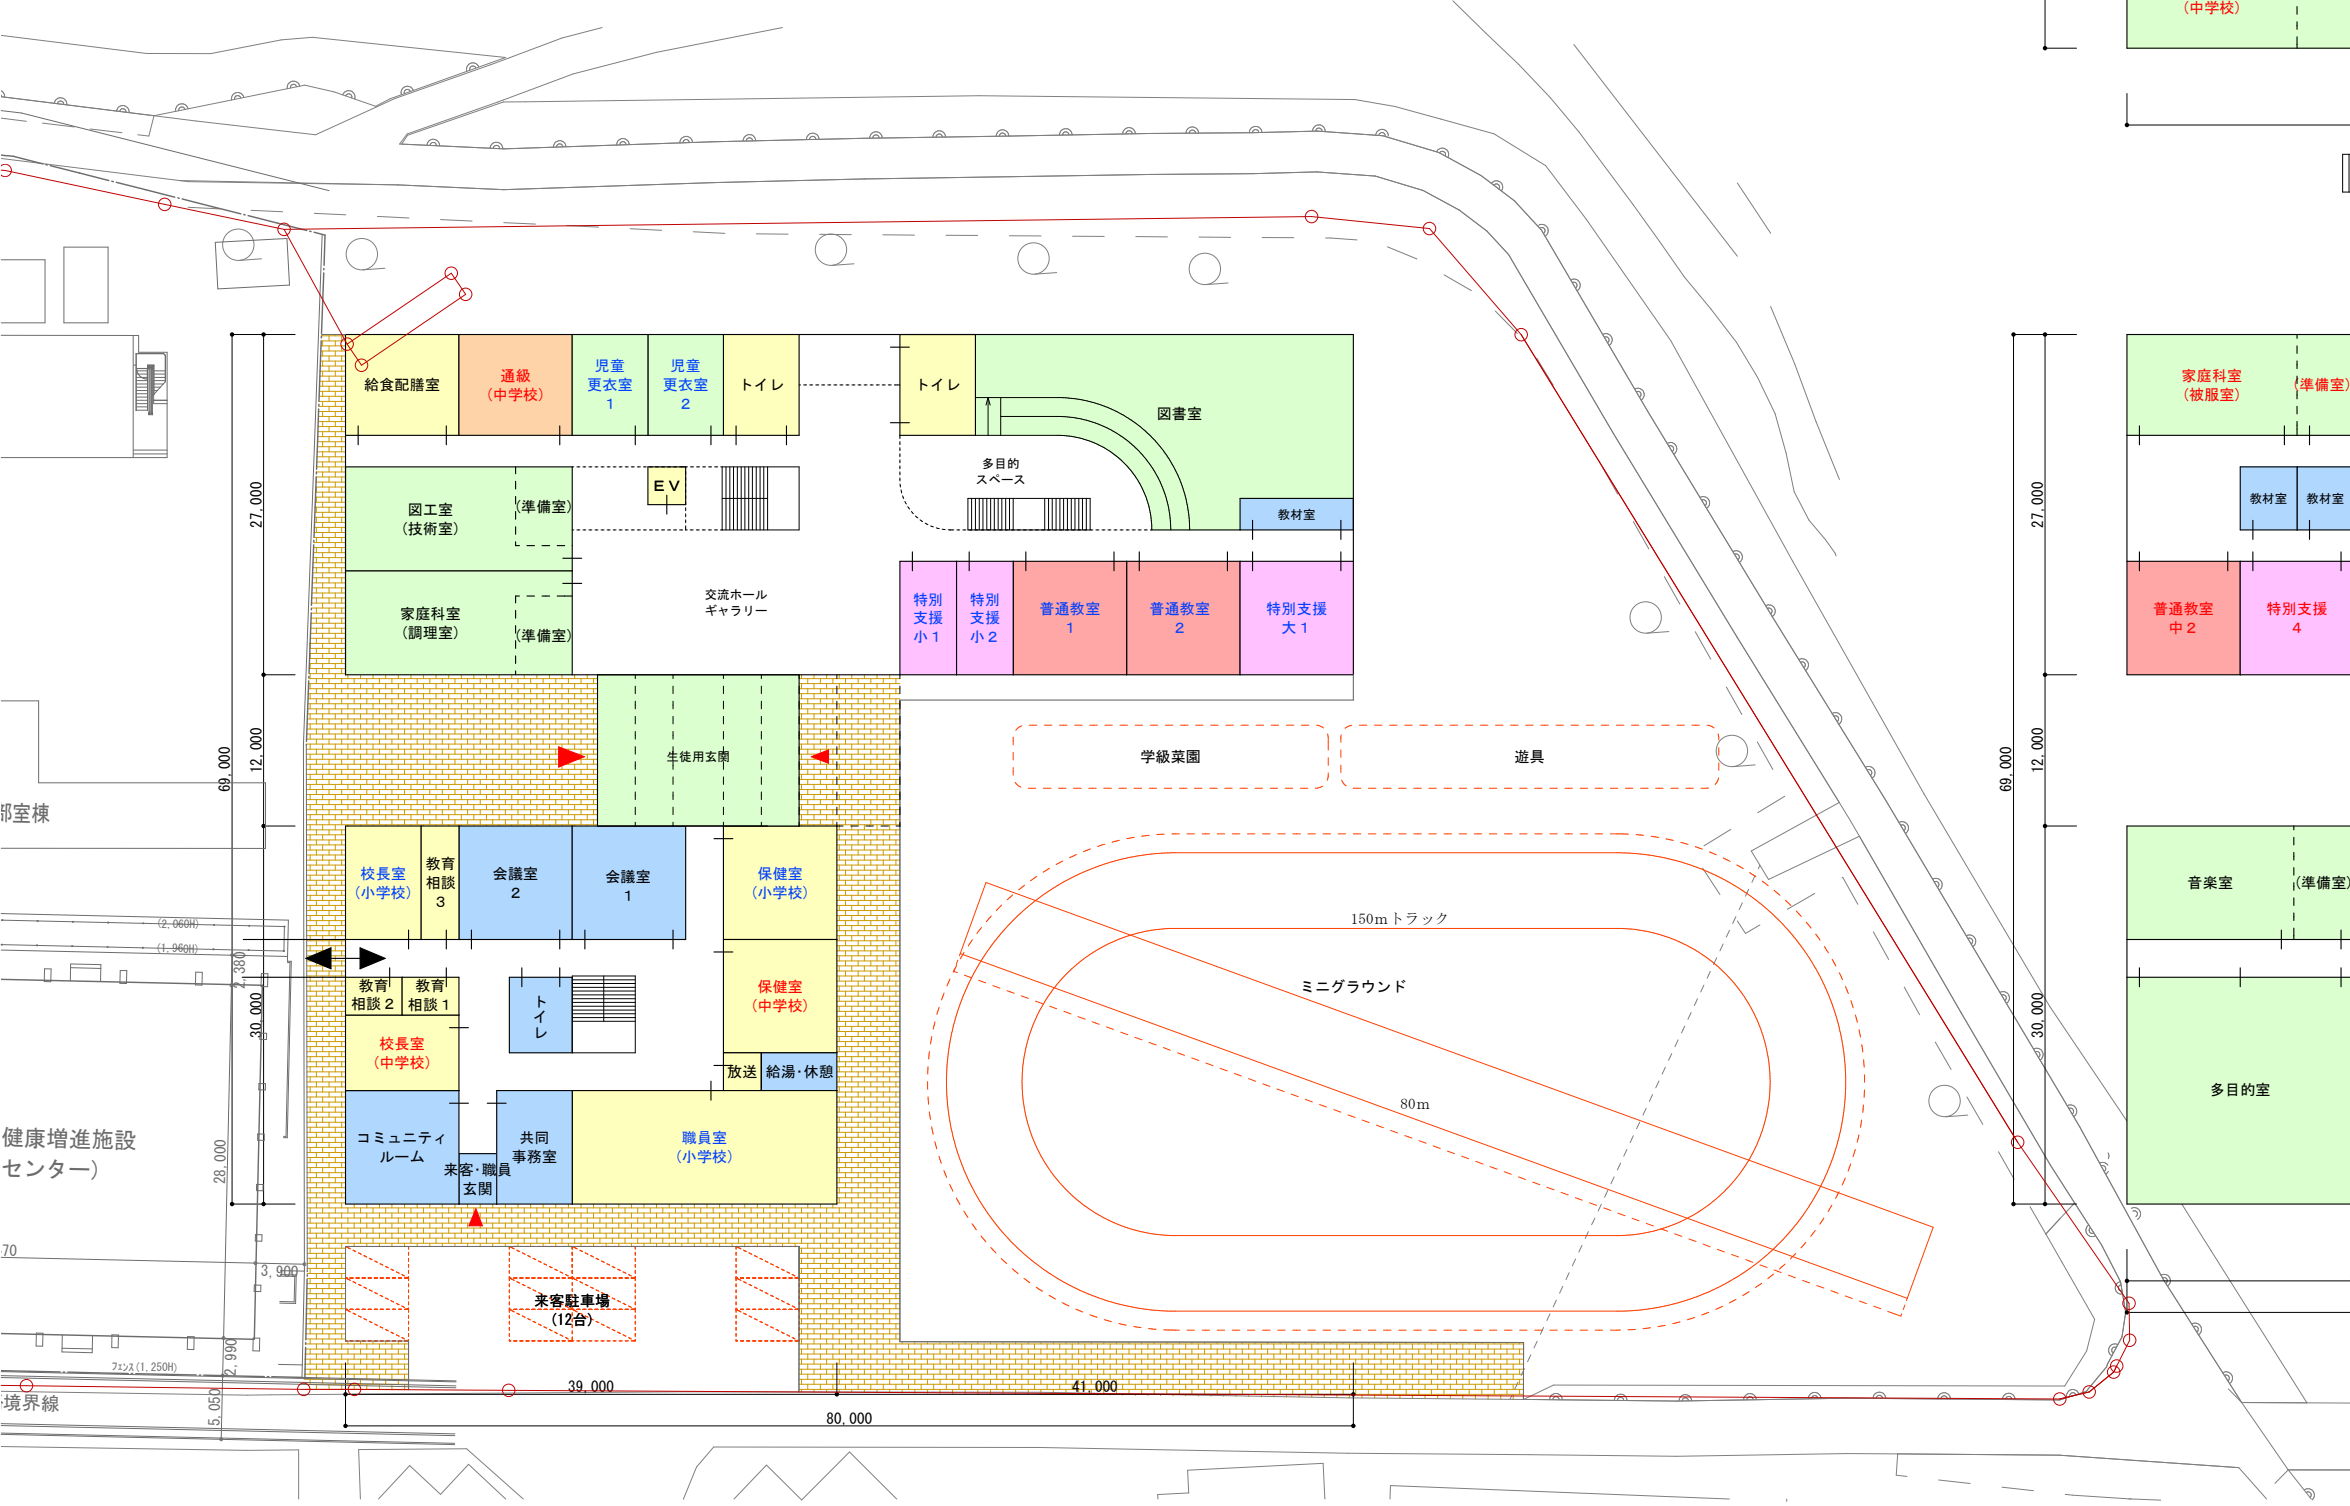 (中学校)
給食配膳室
通級
(中学校)
児童
更衣室
1
児童
更衣室
2
トイレ
トイレ
図書室
多目的
スペース
図工室
(技術室)
(準備室)
EV
教材室
家庭科室
(調理室)
(準備室)
交流ホール
ギャラリー
特別
支援
小1
特別
支援
小2
普通教室
1
普通教室
2
特別支援
大1
27,000
12,000
69,000
30,000
生徒用玄関
学級菜園
遊具
部室棟
校長室
(小学校)
教育
相談
3
会議室
2
会議室
1
保健室
(小学校)
(2,060H)
(1,960H)
2,380
教育
相談2
教育
相談1
トイレ
保健室
(中学校)
校長室
(中学校)
放送
給湯・休憩
コミュニティ
ルーム
来客・職員
玄関
共同
事務室
職員室
(小学校)
150mトラック
ミニグラウンド
80m
健康増進施設
センター)
28,000
70
3,900
来客駐車場
(12台)
2,990
フェンス(1,250H)
5,050
境界線
39,000
41,000
80,000
家庭科室
(被服室)
(準備室)
教材室
教材室
普通教室
中2
特別支援
4
27,000
12,000
69,000
30,000
音楽室
(準備室)
多目的室